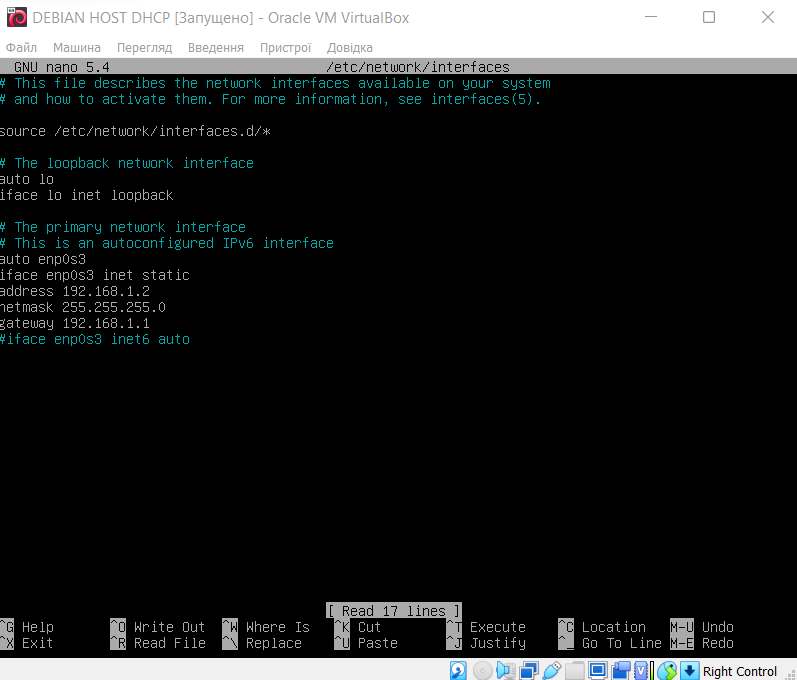 DEBIAN HOST DHCP [Запущено] - Oracle VM VirtualBox
Файл Машина Перегляд Введення Пристрої Довідка
GNU nano 5.4 /etc/network/interfaces
# This file describes the network interfaces available on your system
# and how to activate them. For more information, see interfaces(5).
source /etc/network/interfaces.d/*
# The loopback network interface
auto lo
iface lo inet loopback
# The primary network interface
# This is an autoconfigured IPv6 interface
auto enp0s3
iface enp0s3 inet static
address 192.168.1.2
netmask 255.255.255.0
gateway 192.168.1.1
#iface enp0s3 inet6 auto
[ Read 17 lines ]
^G Help ^O Write Out ^W Where Is ^K Cut ^T Execute ^C Location M-U Undo
^X Exit ^R Read File ^\ Replace ^U Paste ^J Justify ^_ Go To Line M-E Redo
Right Control